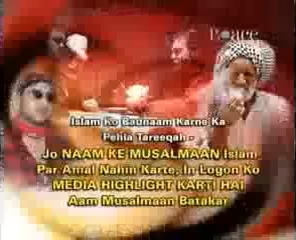 Peace
Islam Ko Badnaam Karne Ka
Pehla Tareeqah -
Jo NAAM KE MUSALMAAN Islam
Par Amal Nahin Karte, In Logon Ko
MEDIA HIGHLIGHT KARTI HAI
Aam Musalmaan Batakar